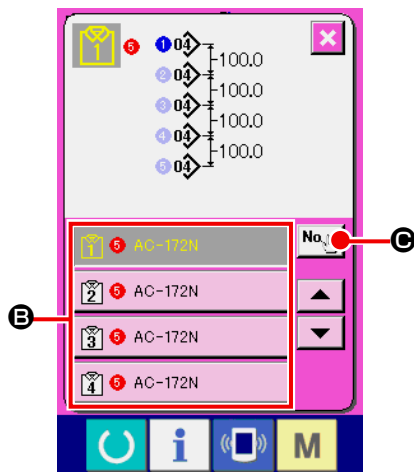 1 5
1 04
100.0
2 04
100.0
3 04
100.0
4 04
100.0
5 04
1 5 AC-172N
No.
C
2 5 AC-172N
B
3 5 AC-172N
4 5 AC-172N
i M